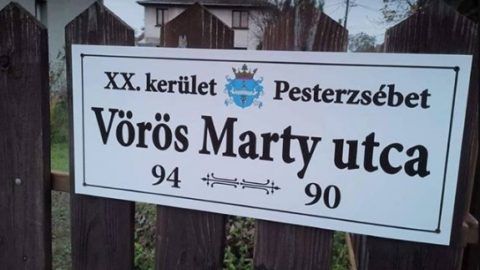 XX. kerület Pesterzsébet
Vörös Marty utca
94 90